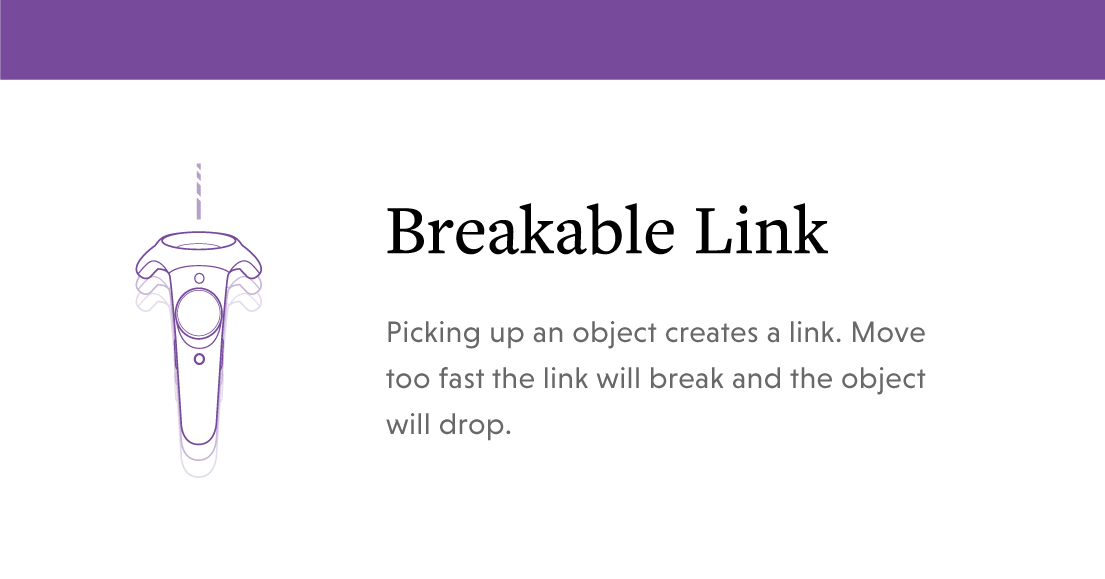 Breakable Link
Picking up an object creates a link. Move
too fast the link will break and the object
will drop.